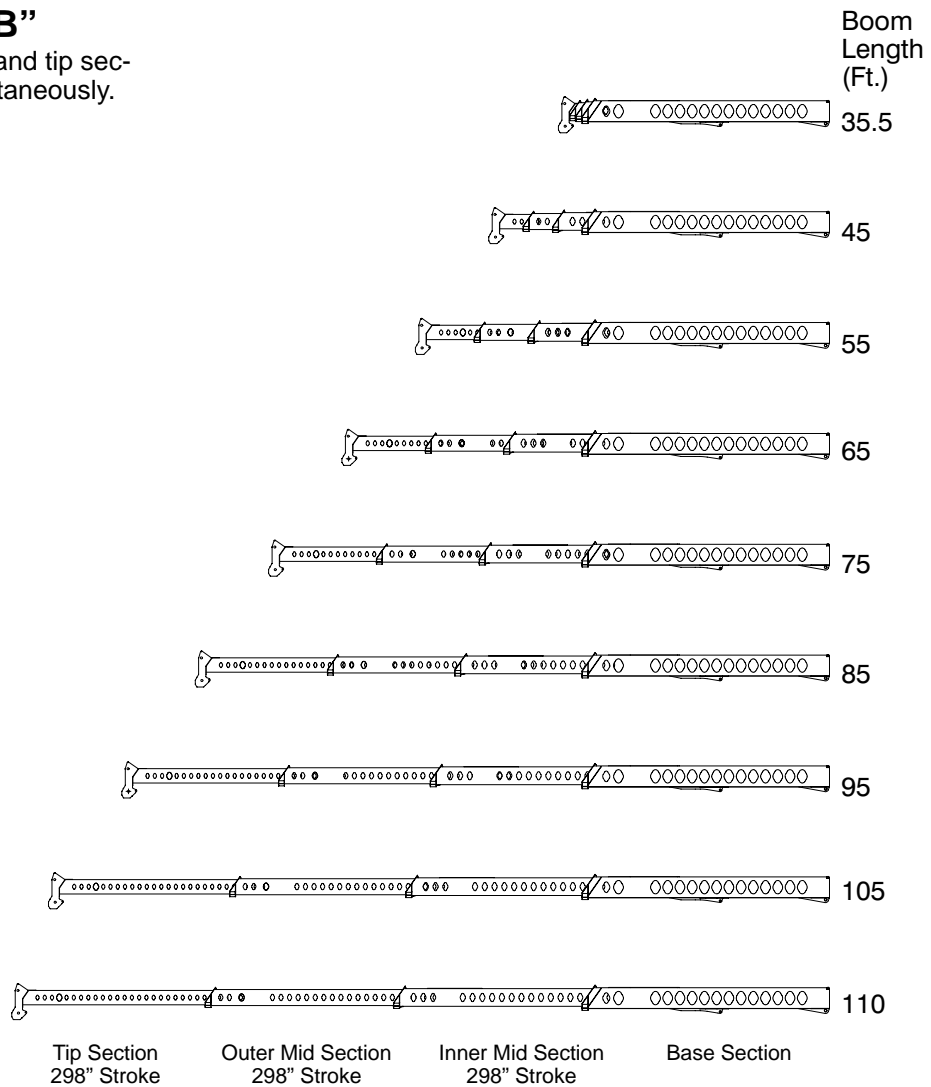 B”
and tip sec-
taneously.
Boom
Length
(Ft.)
35.5
45
55
65
75
85
95
105
110
Tip Section
298” Stroke
Outer Mid Section
298” Stroke
Inner Mid Section
298” Stroke
Base Section